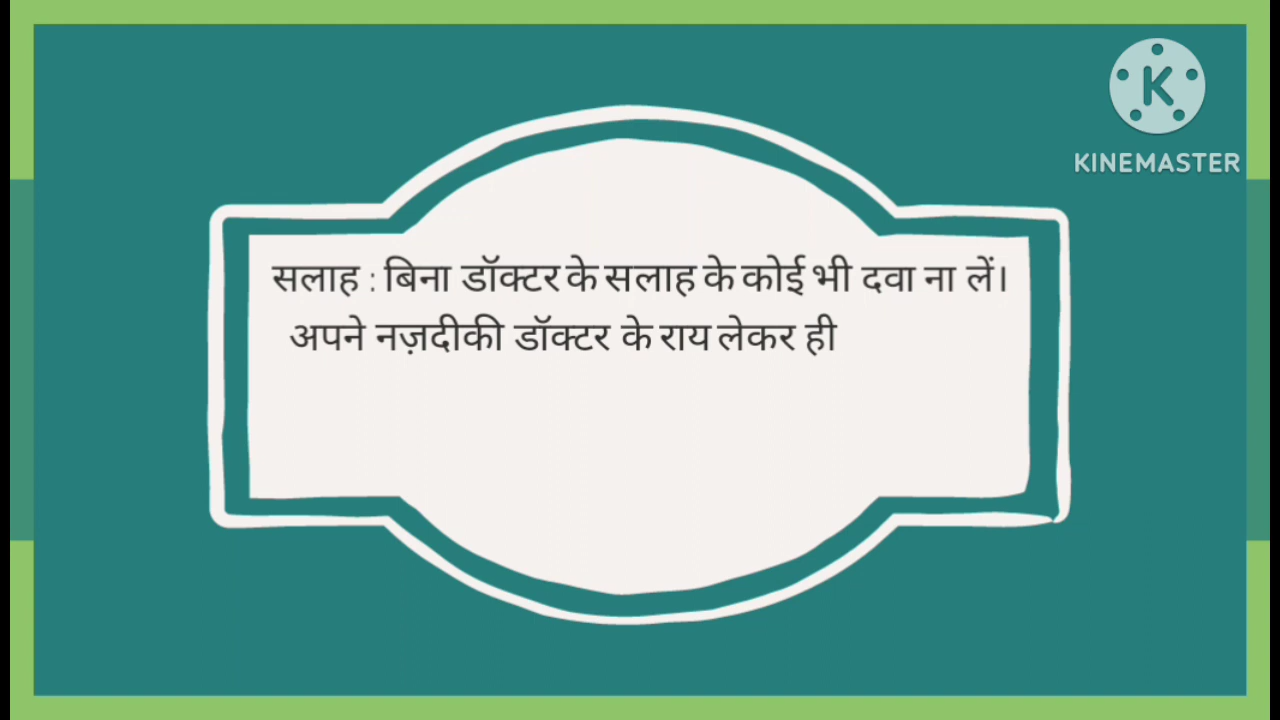 KINEMASTER
सलाह : बिना डॉक्टर के सलाह के कोई भी दवा ना लें।
अपने नज़दीकी डॉक्टर के राय लेकर ही